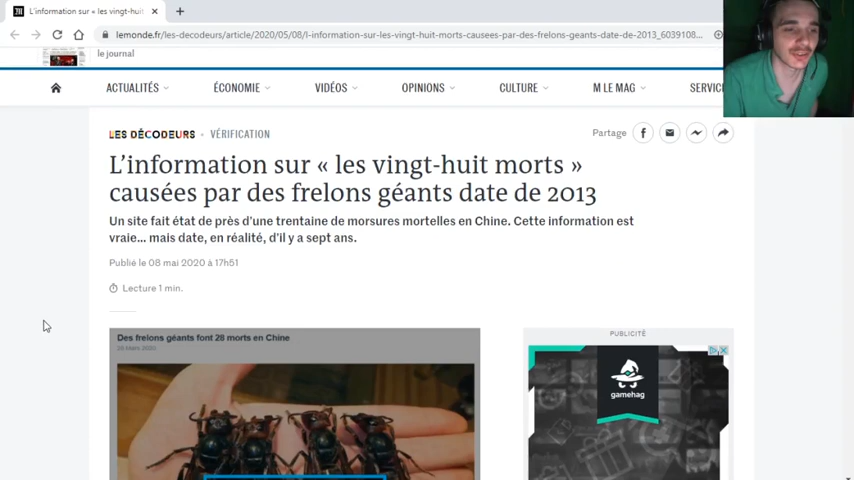 L'information sur « les vingt-hui
lemonde.fr/les-decodeurs/article/2020/05/08/l-information-sur-les-vingt-huit-morts-causees-par-des-frelons-geants-date-de-2013_6039108...
le journal
ACTUALITÉS ÉCONOMIE VIDÉOS OPINIONS CULTURE M LE MAG SERVIC
LES DÉCODEURS · VÉRIFICATION
Partage
L'information sur « les vingt-huit morts »
causées par des frelons géants date de 2013
Un site fait état de près d'une trentaine de morsures mortelles en Chine. Cette information est
vraie... mais date, en réalité, d'il y a sept ans.
Publié le 08 mai 2020 à 17h51
Lecture 1 min.
PUBLICITÉ
Des frelons géants font 28 morts en Chine
gamehag